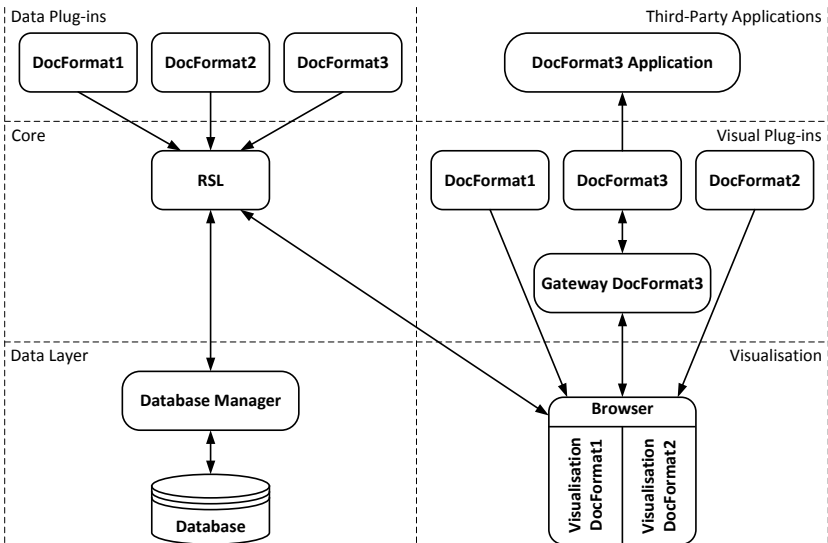 Data Plug-ins
Third-Party Applications
DocFormat1
DocFormat2
DocFormat3
DocFormat3 Application
Core
Visual Plug-ins
RSL
DocFormat1
DocFormat3
DocFormat2
Gateway DocFormat3
Data Layer
Visualisation
Database Manager
Browser
Visualisation
DocFormat1
Visualisation
DocFormat2
Database